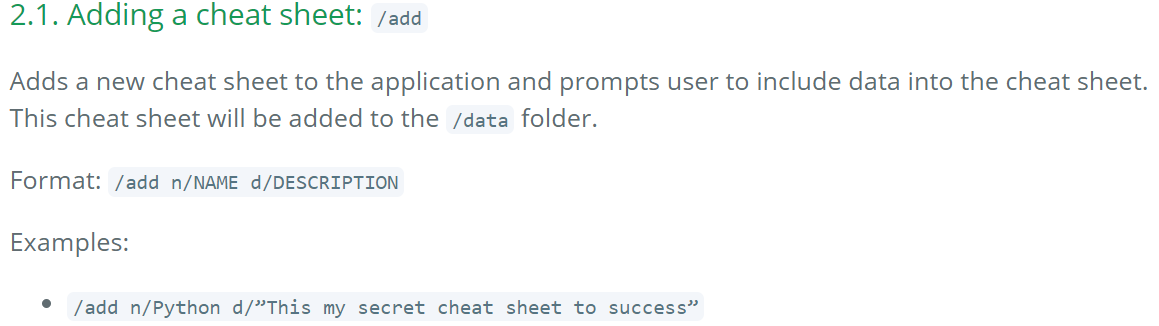 2.1. Adding a cheat sheet: /add
Adds a new cheat sheet to the application and prompts user to include data into the cheat sheet.
This cheat sheet will be added to the /data folder.
Format: /add n/NAME d/DESCRIPTION
Examples:
• /add n/Python d/”This my secret cheat sheet to success”